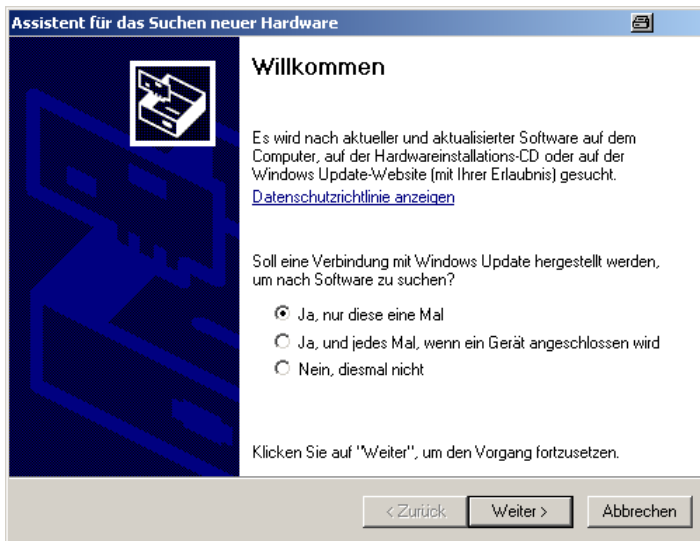 Assistent für das Suchen neuer Hardware
Willkommen
Es wird nach aktueller und aktualisierter Software auf dem
Computer, auf der Hardwareinstallations-CD oder auf der
Windows Update-Website (mit Ihrer Erlaubnis) gesucht.
Datenschutzrichtlinie anzeigen
Soll eine Verbindung mit Windows Update hergestellt werden,
um nach Software zu suchen?
Ja, nur diese eine Mal
Ja, und jedes Mal, wenn ein Gerät angeschlossen wird
Nein, diesmal nicht
Klicken Sie auf "Weiter", um den Vorgang fortzusetzen.
< Zurück Weiter > Abbrechen